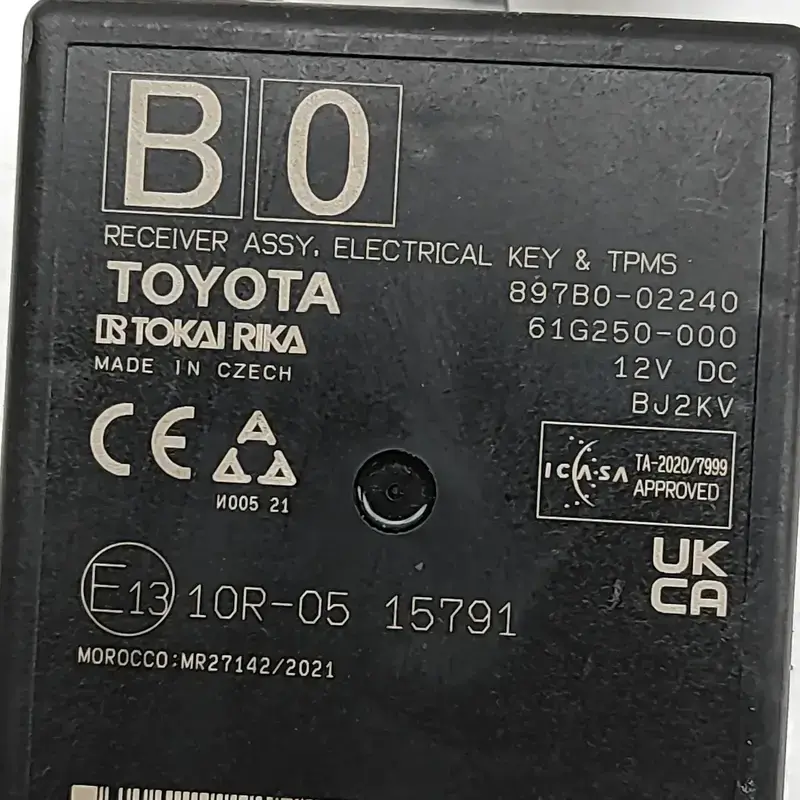 B0
RECEIVER ASSY. ELECTRICAL KEY & TPMS
TOYOTA
897B0-02240
TOKAI RIKA
61G250-000
MADE IN CZECH
12V DC
BJ2KV
CE
A
И005 21
ICASA
TA-2020/7999
APPROVED
UK
CA
E13 10R-05 15791
MOROCCO:MR27142/2021